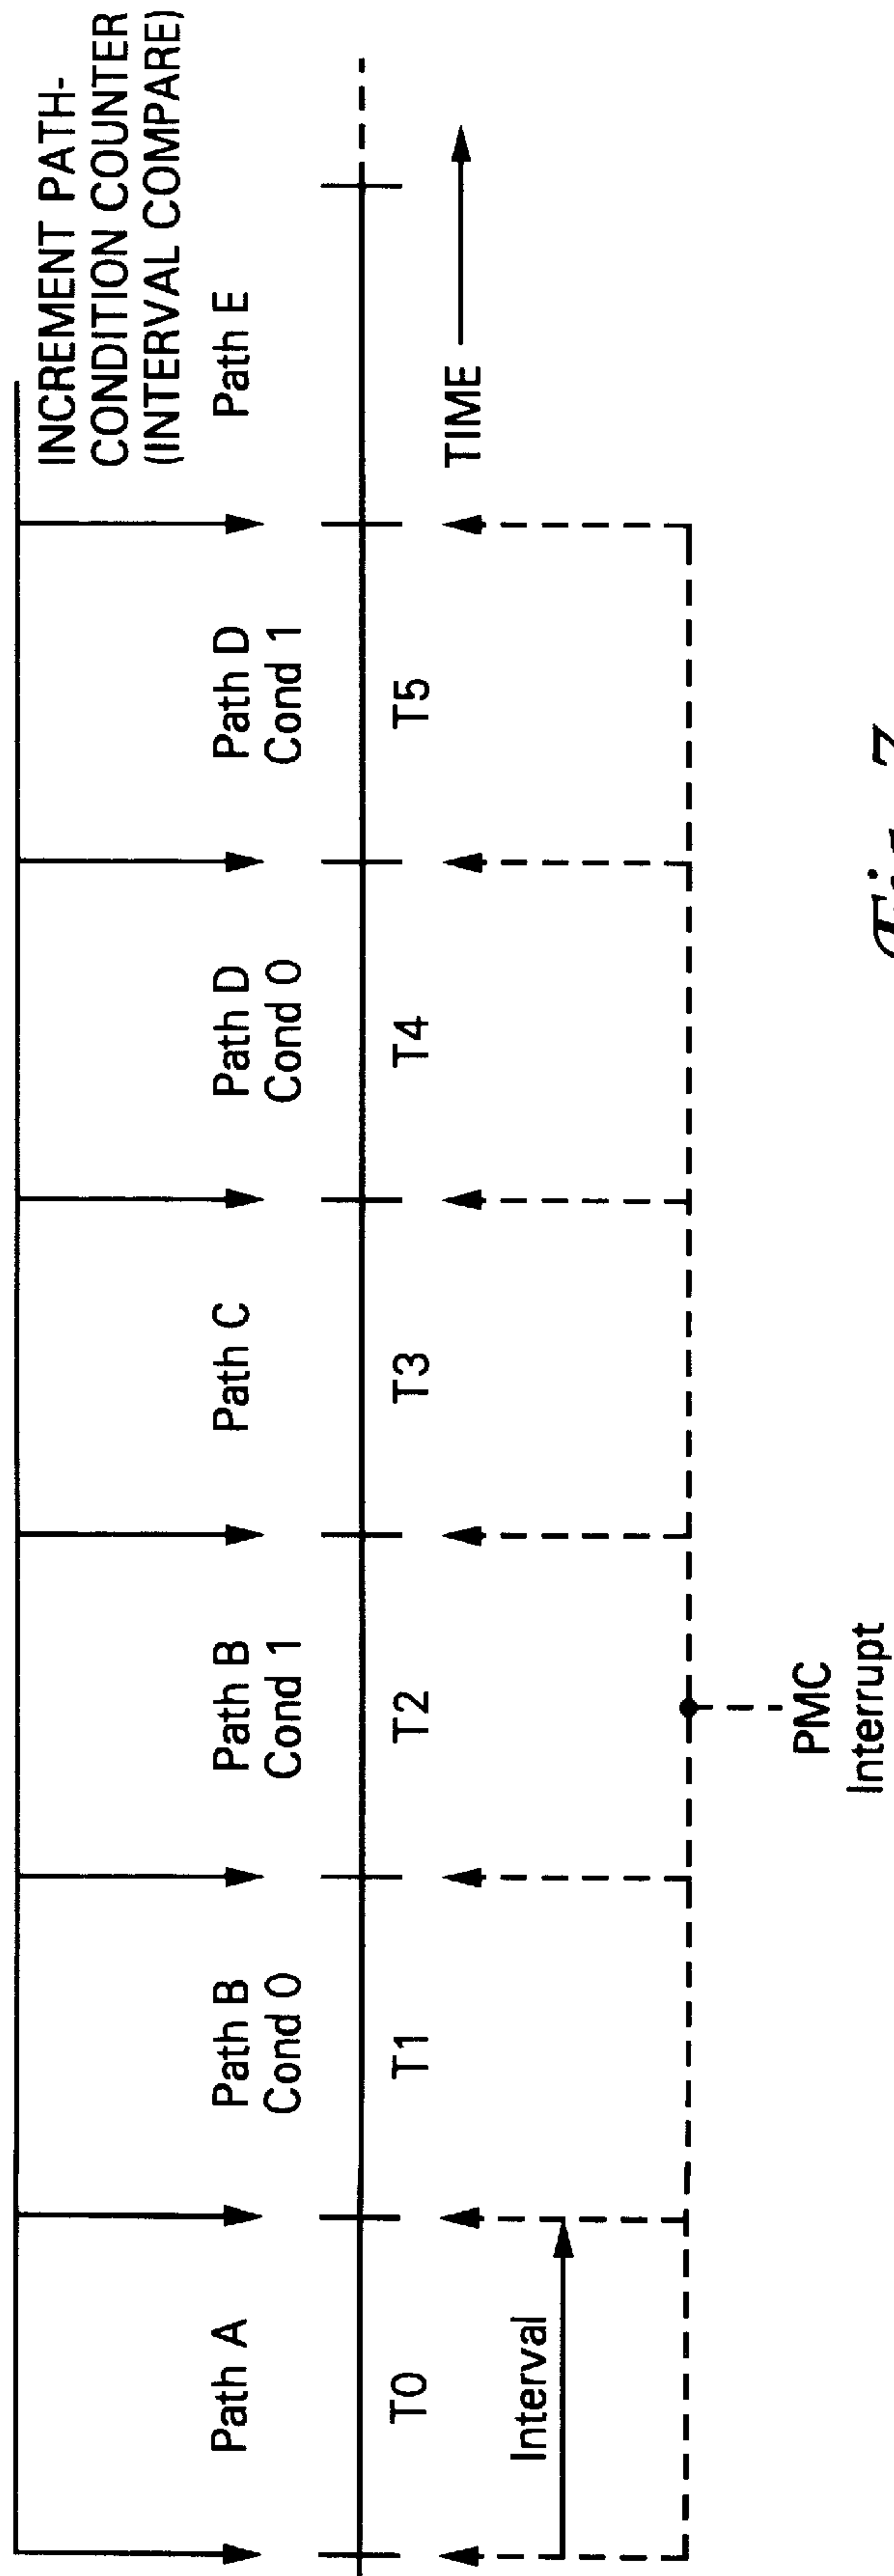 INCREMENT PATH-
CONDITION COUNTER
(INTERVAL COMPARE)
Path A
Path B
Cond 0
Path B
Cond 1
Path C
Path D
Cond 0
Path D
Cond 1
Path E
T0
T1
T2
T3
T4
T5
TIME
Interval
PMC
Interrupt